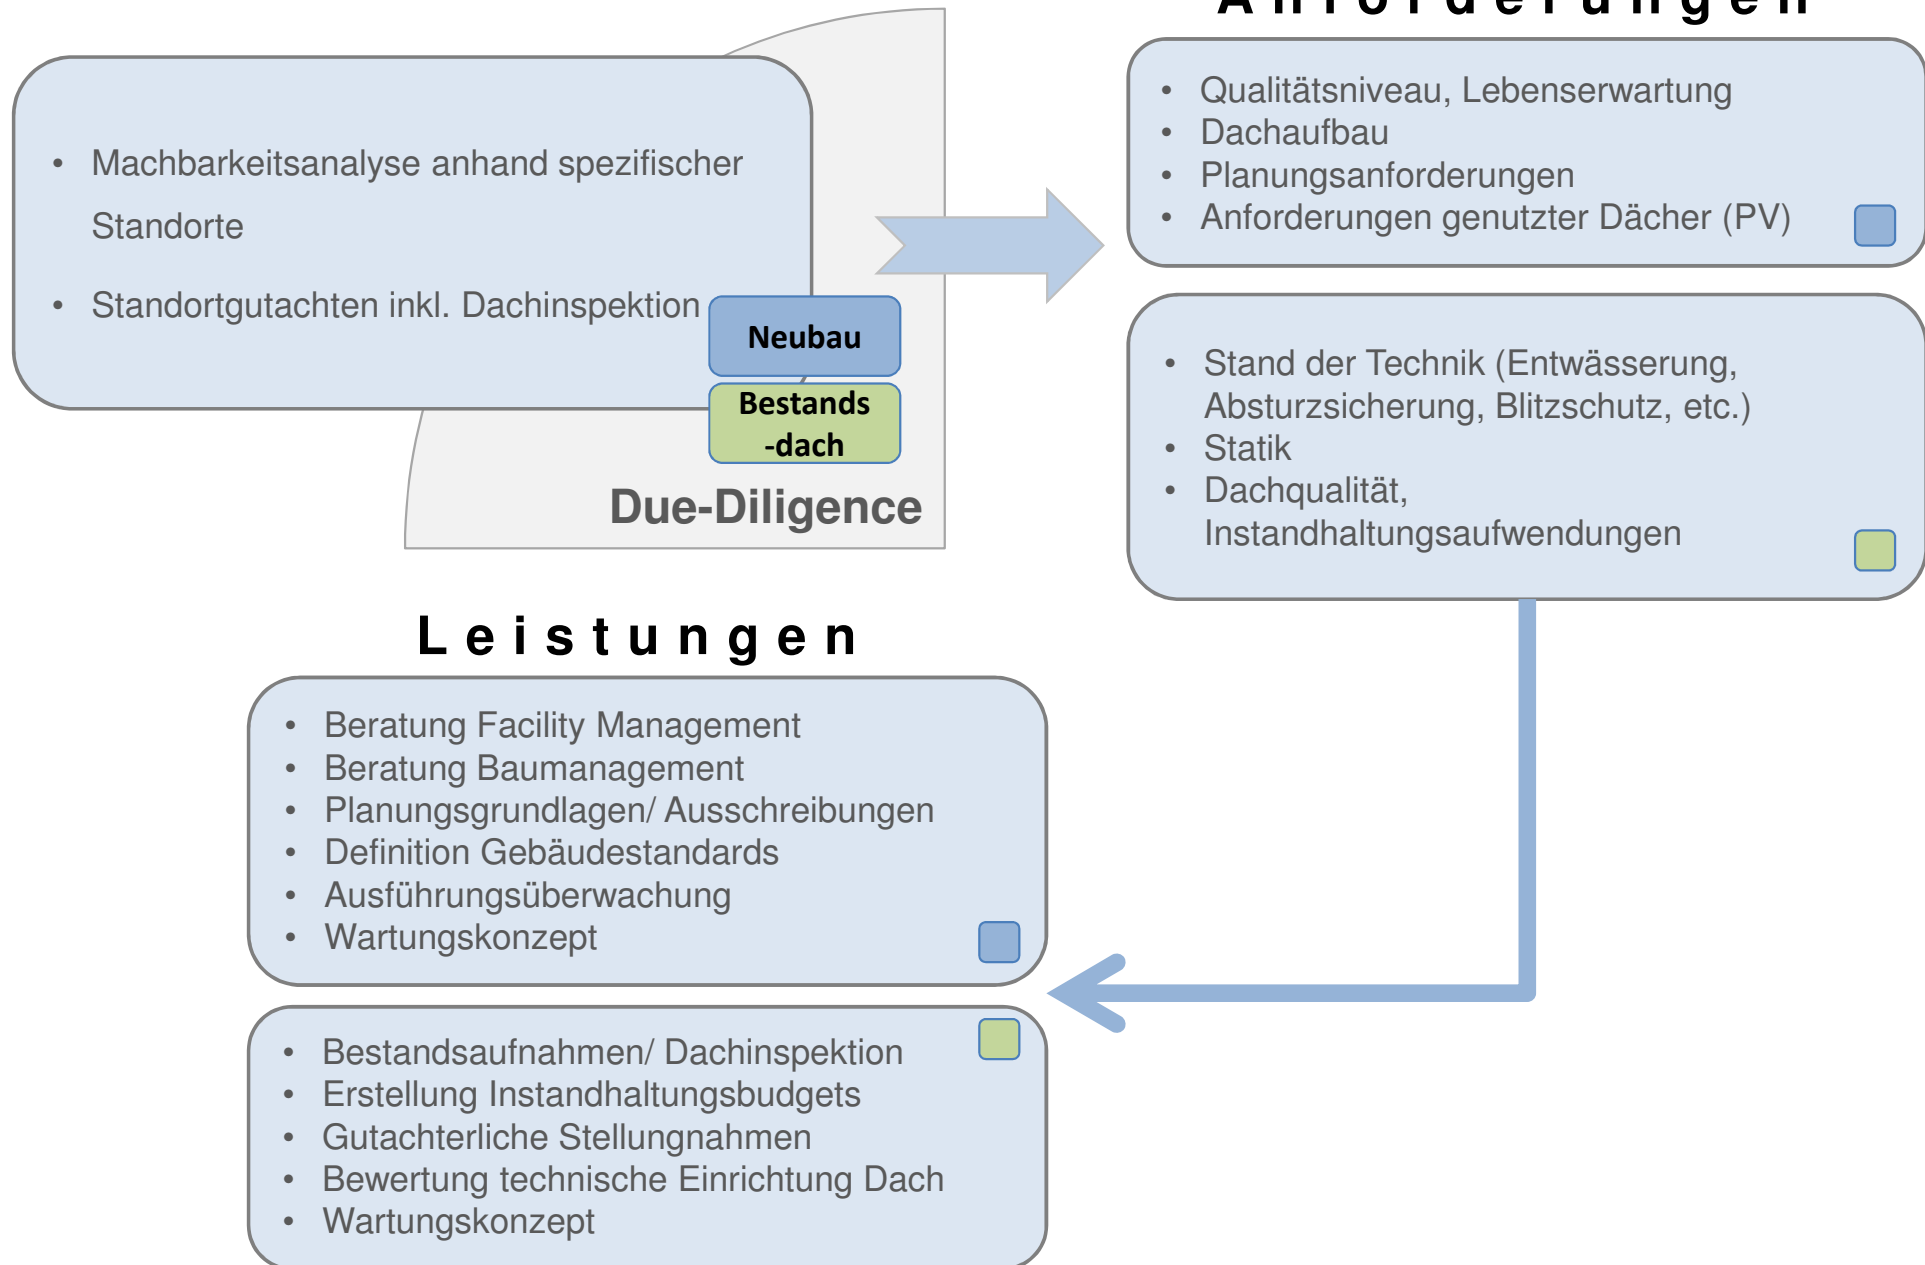 Anforderungen
• Machbarkeitsanalyse anhand spezifischer
Standorte
• Standortgutachten inkl. Dachinspektion
Neubau
Bestands
-dach
Due-Diligence
• Qualitätsniveau, Lebenserwartung
• Dachaufbau
• Planungsanforderungen
• Anforderungen genutzter Dächer (PV)
• Stand der Technik (Entwässerung,
Absturzsicherung, Blitzschutz, etc.)
• Statik
• Dachqualität,
Instandhaltungsaufwendungen
Leistungen
• Beratung Facility Management
• Beratung Baumanagement
• Planungsgrundlagen/ Ausschreibungen
• Definition Gebäudestandards
• Ausführungsüberwachung
• Wartungskonzept
• Bestandsaufnahmen/ Dachinspektion
• Erstellung Instandhaltungsbudgets
• Gutachterliche Stellungnahmen
• Bewertung technische Einrichtung Dach
• Wartungskonzept